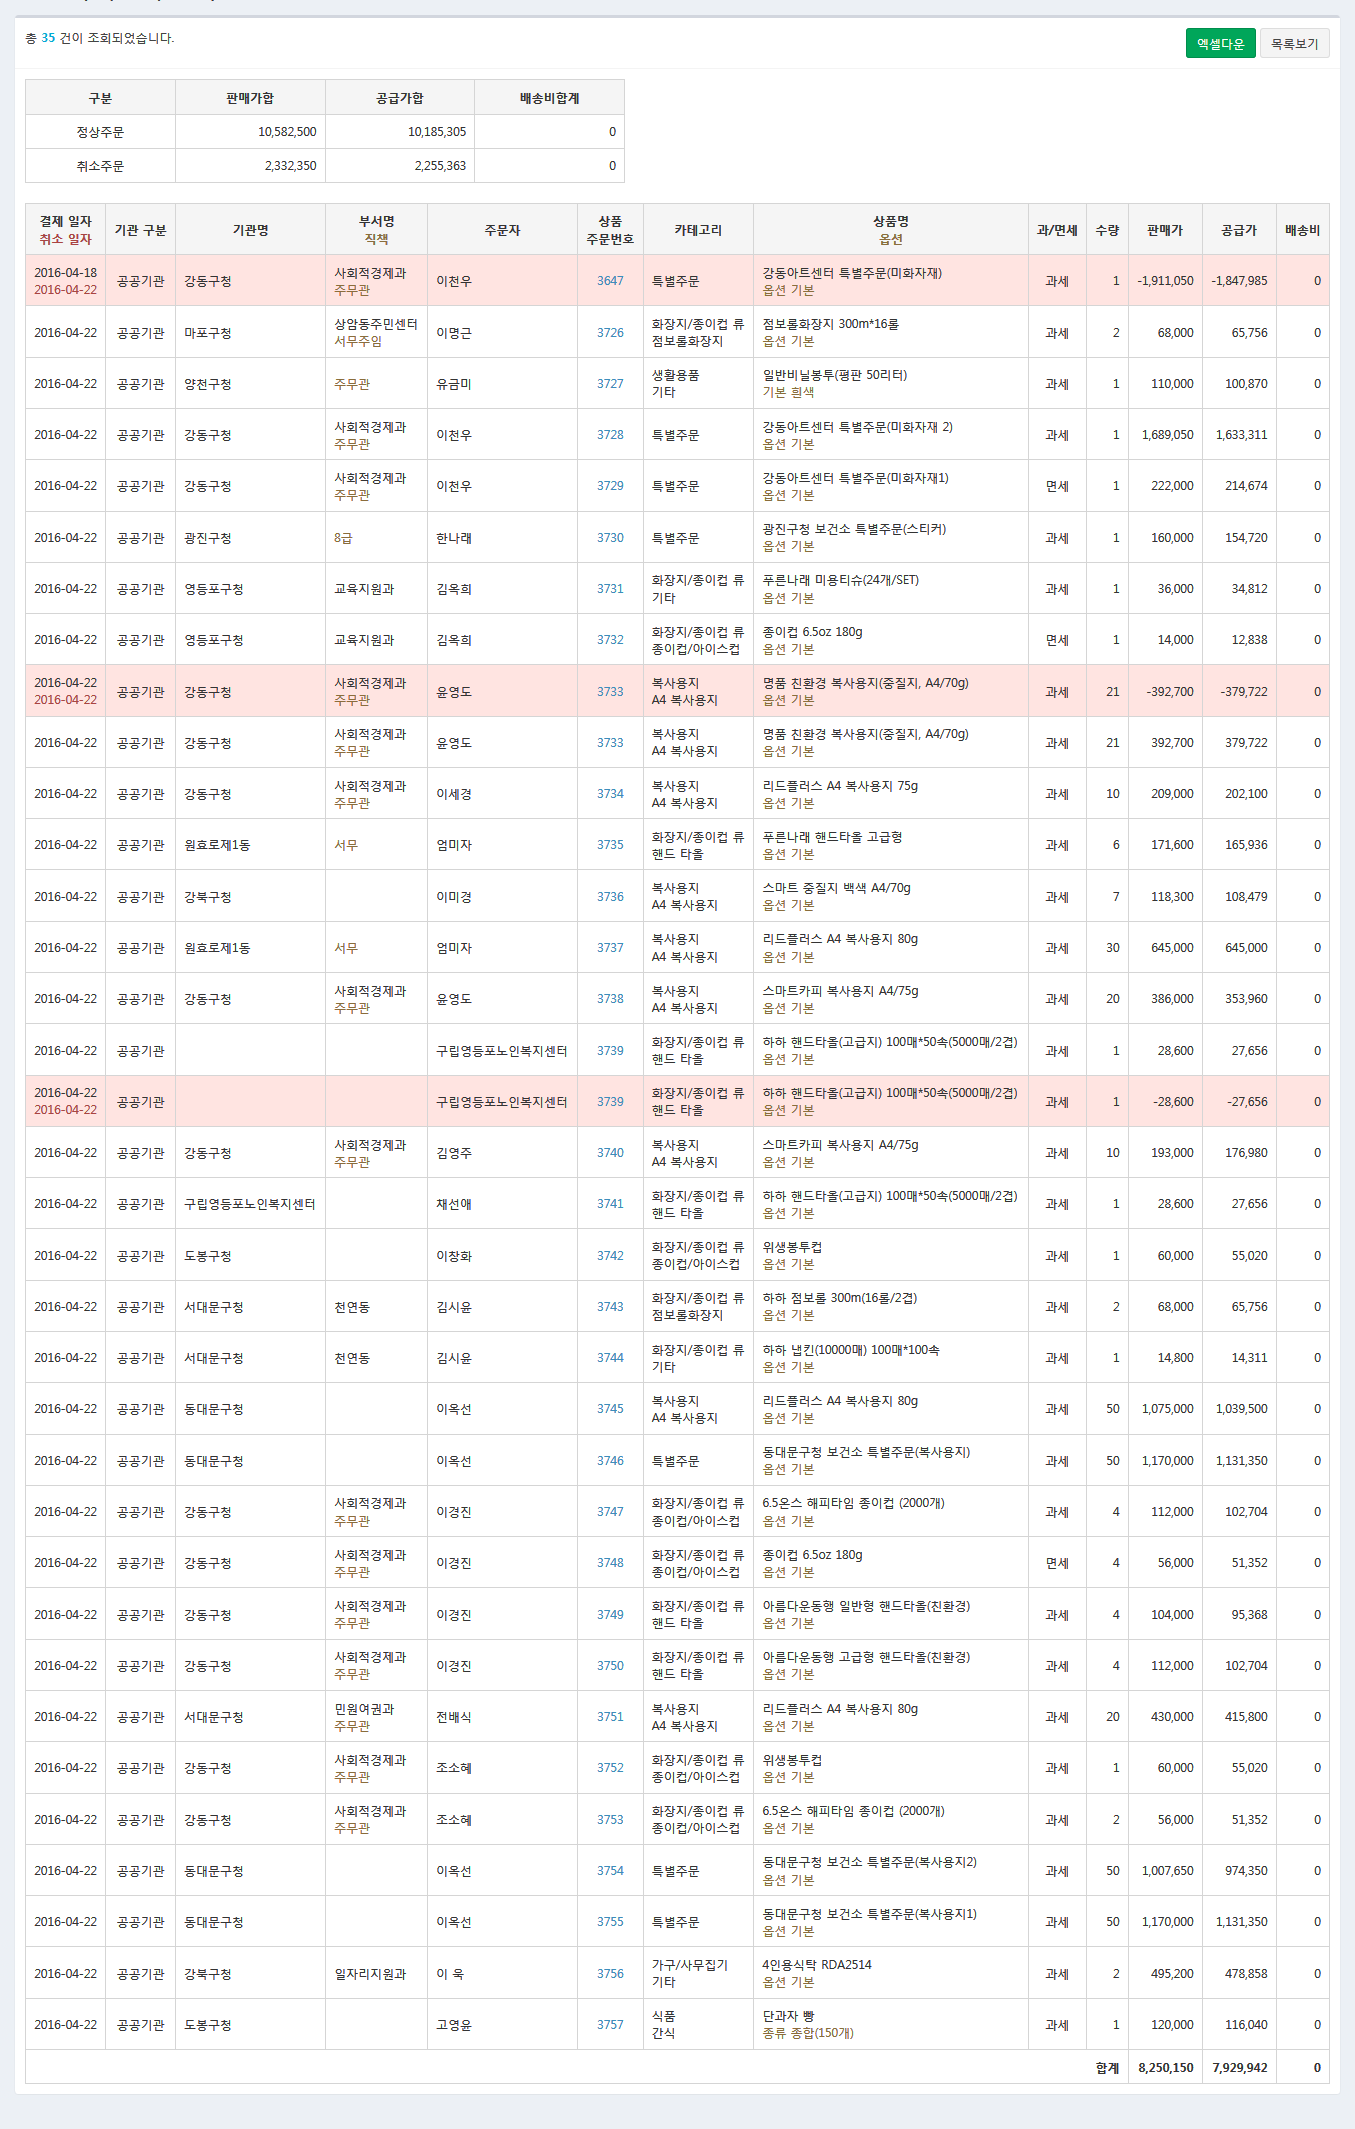 총 35 건이 조회되었습니다.
엑셀다운 목록보기
구분 판매가합 공급가합 배송비합계
정상주문 10,582,500 10,185,305 0
취소주문 2,332,350 2,255,363 0
결제 일자 기관 구분 기관명 부서명 주문자 상품 카테고리 상품명 과/면세 수량 판매가 공급가 배송비
취소 일자 직책 주문번호 옵션
2016-04-18 공공기관 강동구청 사회적경제과 이천우 3647 특별주문 강동아트센터 특별주문(미화자재) 과세 1 -1,911,050 -1,847,985 0
2016-04-22 주무관 옵션 기본
2016-04-22 공공기관 마포구청 상암동주민센터 이명근 3726 화장지/종이컵 류 점보롤화장지 300m*16롤 과세 2 68,000 65,756 0
서무주임 점보롤화장지 옵션 기본
2016-04-22 공공기관 양천구청 주무관 유금미 3727 생활용품 일반비닐봉투(평판 50리터) 과세 1 110,000 100,870 0
기타 기본 흰색
2016-04-22 공공기관 강동구청 사회적경제과 이천우 3728 특별주문 강동아트센터 특별주문(미화자재 2) 과세 1 1,689,050 1,633,311 0
주무관 옵션 기본
2016-04-22 공공기관 강동구청 사회적경제과 이천우 3729 특별주문 강동아트센터 특별주문(미화자재1) 면세 1 222,000 214,674 0
주무관 옵션 기본
2016-04-22 공공기관 광진구청 8급 한나래 3730 특별주문 광진구청 보건소 특별주문(스티커) 과세 1 160,000 154,720 0
옵션 기본
2016-04-22 공공기관 영등포구청 교육지원과 김옥희 3731 화장지/종이컵 류 푸른나래 미용티슈(24개/SET) 과세 1 36,000 34,812 0
기타 옵션 기본
2016-04-22 공공기관 영등포구청 교육지원과 김옥희 3732 화장지/종이컵 류 종이컵 6.5oz 180g 면세 1 14,000 12,838 0
종이컵/아이스컵 옵션 기본
2016-04-22 공공기관 강동구청 사회적경제과 윤영도 3733 복사용지 명품 친환경 복사용지(중질지, A4/70g) 과세 21 -392,700 -379,722 0
2016-04-22 주무관 A4 복사용지 옵션 기본
2016-04-22 공공기관 강동구청 사회적경제과 윤영도 3733 복사용지 명품 친환경 복사용지(중질지, A4/70g) 과세 21 392,700 379,722 0
주무관 A4 복사용지 옵션 기본
2016-04-22 공공기관 강동구청 사회적경제과 이세경 3734 복사용지 리드플러스 A4 복사용지 75g 과세 10 209,000 202,100 0
주무관 A4 복사용지 옵션 기본
2016-04-22 공공기관 원효로제1동 서무 엄미자 3735 화장지/종이컵 류 푸른나래 핸드타올 고급형 과세 6 171,600 165,936 0
핸드 타올 옵션 기본
2016-04-22 공공기관 강북구청 이미경 3736 복사용지 스마트 중질지 백색 A4/70g 과세 7 118,300 108,479 0
A4 복사용지 옵션 기본
2016-04-22 공공기관 원효로제1동 서무 엄미자 3737 복사용지 리드플러스 A4 복사용지 80g 과세 30 645,000 645,000 0
A4 복사용지 옵션 기본
2016-04-22 공공기관 강동구청 사회적경제과 윤영도 3738 복사용지 스마트카피 복사용지 A4/75g 과세 20 386,000 353,960 0
주무관 A4 복사용지 옵션 기본
2016-04-22 공공기관 구립영등포노인복지센터 3739 화장지/종이컵 류 하하 핸드타올(고급지) 100매*50속(5000매/2겹) 과세 1 28,600 27,656 0
핸드 타올 옵션 기본
2016-04-22 공공기관 구립영등포노인복지센터 3739 화장지/종이컵 류 하하 핸드타올(고급지) 100매*50속(5000매/2겹) 과세 1 -28,600 -27,656 0
2016-04-22 핸드 타올 옵션 기본
2016-04-22 공공기관 강동구청 사회적경제과 김영주 3740 복사용지 스마트카피 복사용지 A4/75g 과세 10 193,000 176,980 0
주무관 A4 복사용지 옵션 기본
2016-04-22 공공기관 구립영등포노인복지센터 채선애 3741 화장지/종이컵 류 하하 핸드타올(고급지) 100매*50속(5000매/2겹) 과세 1 28,600 27,656 0
핸드 타올 옵션 기본
2016-04-22 공공기관 도봉구청 이창화 3742 화장지/종이컵 류 위생봉투컵 과세 1 60,000 55,020 0
종이컵/아이스컵 옵션 기본
2016-04-22 공공기관 서대문구청 천연동 김시윤 3743 화장지/종이컵 류 하하 점보롤 300m(16롤/2겹) 과세 2 68,000 65,756 0
점보롤화장지 옵션 기본
2016-04-22 공공기관 서대문구청 천연동 김시윤 3744 화장지/종이컵 류 하하 냅킨(10000매) 100매*100속 과세 1 14,800 14,311 0
기타 옵션 기본
2016-04-22 공공기관 동대문구청 이옥선 3745 복사용지 리드플러스 A4 복사용지 80g 과세 50 1,075,000 1,039,500 0
A4 복사용지 옵션 기본
2016-04-22 공공기관 동대문구청 이옥선 3746 특별주문 동대문구청 보건소 특별주문(복사용지) 과세 50 1,170,000 1,131,350 0
옵션 기본
2016-04-22 공공기관 강동구청 사회적경제과 이경진 3747 화장지/종이컵 류 6.5온스 해피타임 종이컵 (2000개) 과세 4 112,000 102,704 0
주무관 종이컵/아이스컵 옵션 기본
2016-04-22 공공기관 강동구청 사회적경제과 이경진 3748 화장지/종이컵 류 종이컵 6.5oz 180g 면세 4 56,000 51,352 0
주무관 종이컵/아이스컵 옵션 기본
2016-04-22 공공기관 강동구청 사회적경제과 이경진 3749 화장지/종이컵 류 아름다운동행 일반형 핸드타올(친환경) 과세 4 104,000 95,368 0
주무관 핸드 타올 옵션 기본
2016-04-22 공공기관 강동구청 사회적경제과 이경진 3750 화장지/종이컵 류 아름다운동행 고급형 핸드타올(친환경) 과세 4 112,000 102,704 0
주무관 핸드 타올 옵션 기본
2016-04-22 공공기관 서대문구청 민원여권과 전배식 3751 복사용지 리드플러스 A4 복사용지 80g 과세 20 430,000 415,800 0
주무관 A4 복사용지 옵션 기본
2016-04-22 공공기관 강동구청 사회적경제과 조소혜 3752 화장지/종이컵 류 위생봉투컵 과세 1 60,000 55,020 0
주무관 종이컵/아이스컵 옵션 기본
2016-04-22 공공기관 강동구청 사회적경제과 조소혜 3753 화장지/종이컵 류 6.5온스 해피타임 종이컵 (2000개) 과세 2 56,000 51,352 0
주무관 종이컵/아이스컵 옵션 기본
2016-04-22 공공기관 동대문구청 이옥선 3754 특별주문 동대문구청 보건소 특별주문(복사용지2) 과세 50 1,007,650 974,350 0
옵션 기본
2016-04-22 공공기관 동대문구청 이옥선 3755 특별주문 동대문구청 보건소 특별주문(복사용지1) 과세 50 1,170,000 1,131,350 0
옵션 기본
2016-04-22 공공기관 강북구청 일자리지원과 이 욱 3756 가구/사무집기 4인용식탁 RDA2514 과세 2 495,200 478,858 0
기타 옵션 기본
2016-04-22 공공기관 도봉구청 고영윤 3757 식품 단과자 빵 과세 1 120,000 116,040 0
간식 종류 종합(150개)
합계 8,250,150 7,929,942 0